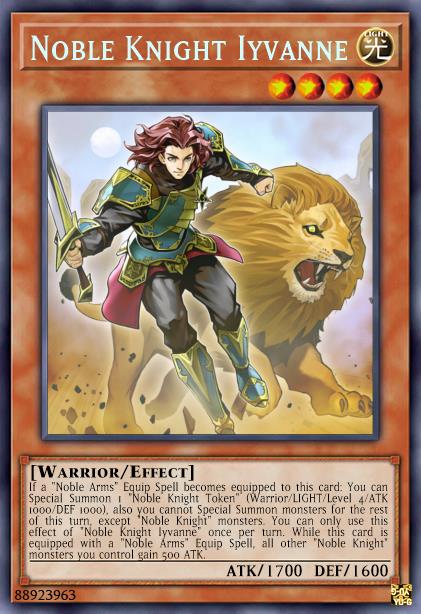 Noble Knight Iyvanne
LIGHT
光
[Warrior/Effect]
If a "Noble Arms" Equip Spell becomes equipped to this card: You can
Special Summon 1 "Noble Knight Token" (Warrior/LIGHT/Level 4/ATK
1000/DEF 1000), also you cannot Special Summon monsters for the rest
of this turn, except "Noble Knight" monsters. You can only use this
effect of "Noble Knight Iyvanne" once per turn. While this card is
equipped with a "Noble Arms" Equip Spell, all other "Noble Knight"
monsters you control gain 500 ATK.
ATK/1700 DEF/1600
88923963